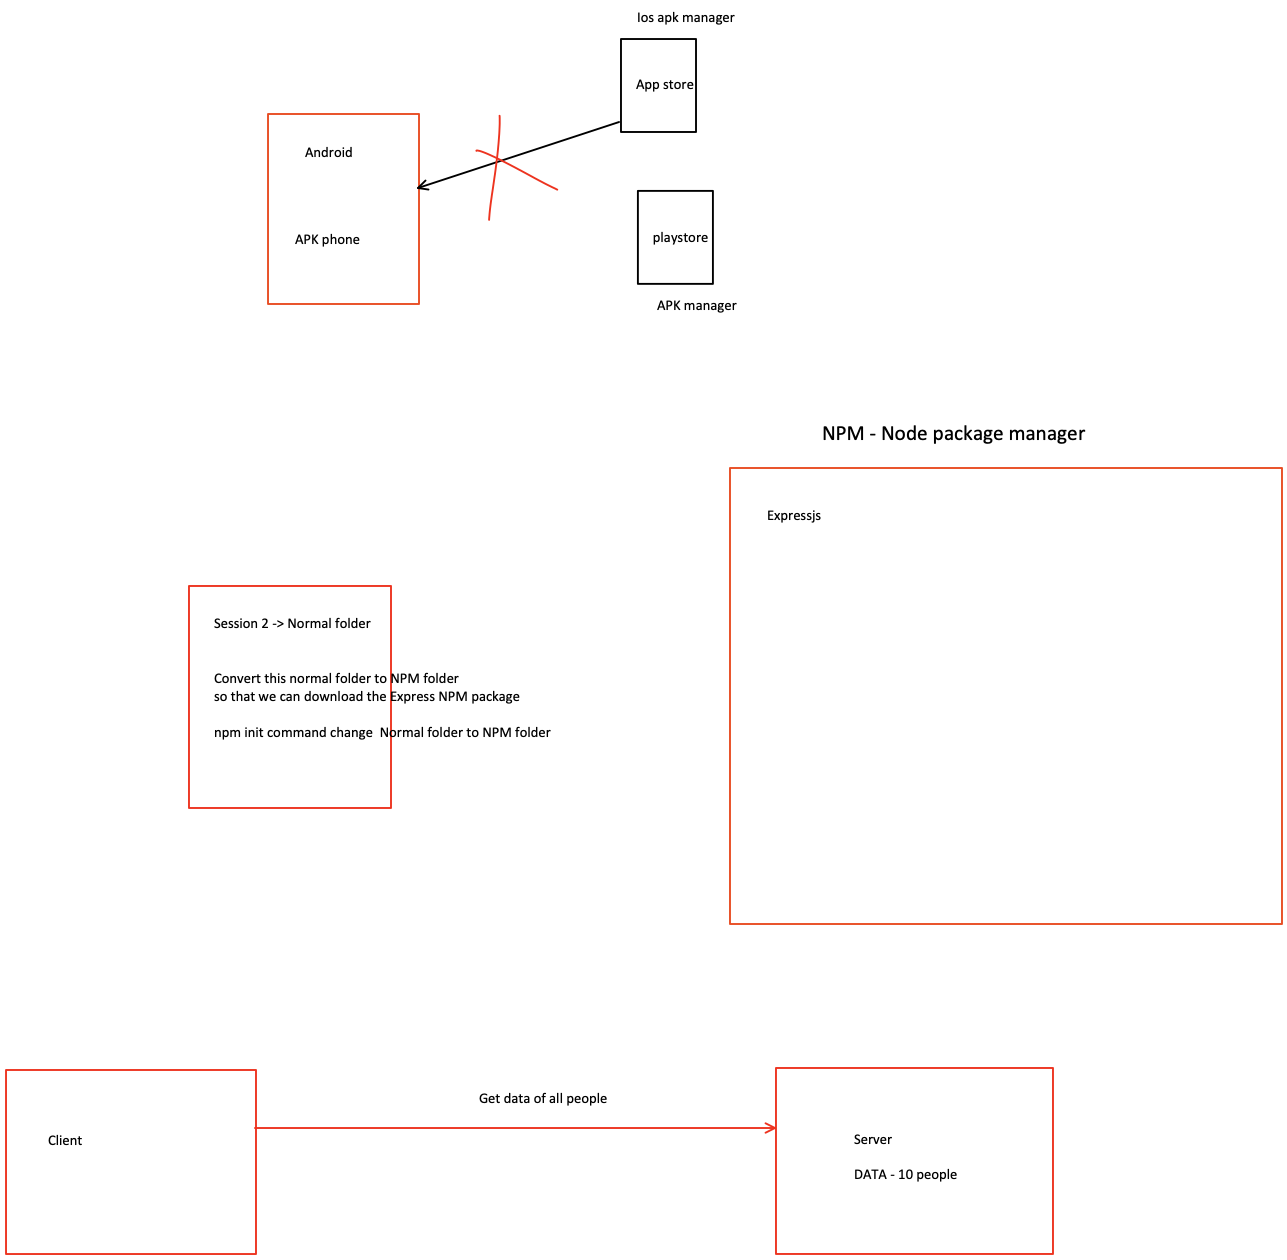 Ios apk manager
App store
Android
APK phone
playstore
APK manager
NPM - Node package manager
Expressjs
Session 2 -> Normal folder
Convert this normal folder to NPM folder
so that we can download the Express NPM package
npm init command change  Normal folder to NPM folder
Get data of all people
Client
Server
DATA - 10 people